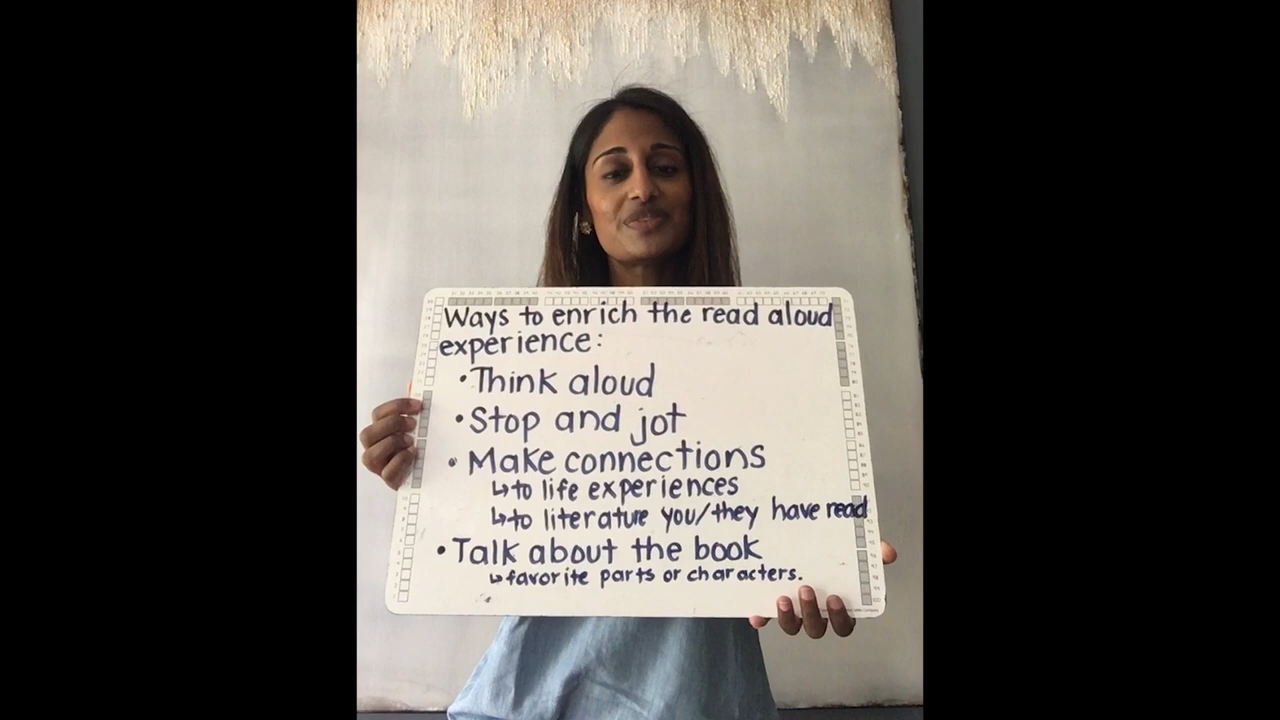 Ways to enrich the read aloud
experience:
• Think aloud
• Stop and jot
• Make connections
↳ to life experiences
↳ to literature you/they have read
• Talk about the book
↳ favorite parts or characters.